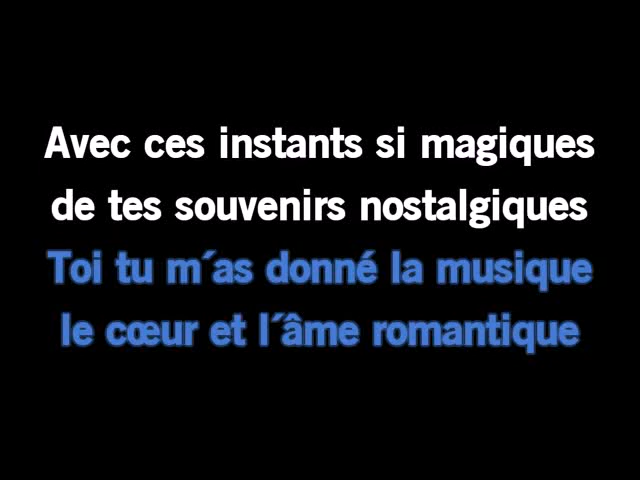 Avec ces instants si magiques
de tes souvenirs nostalgiques
Toi tu m´as donné la musique
le cœur et l´âme romantique